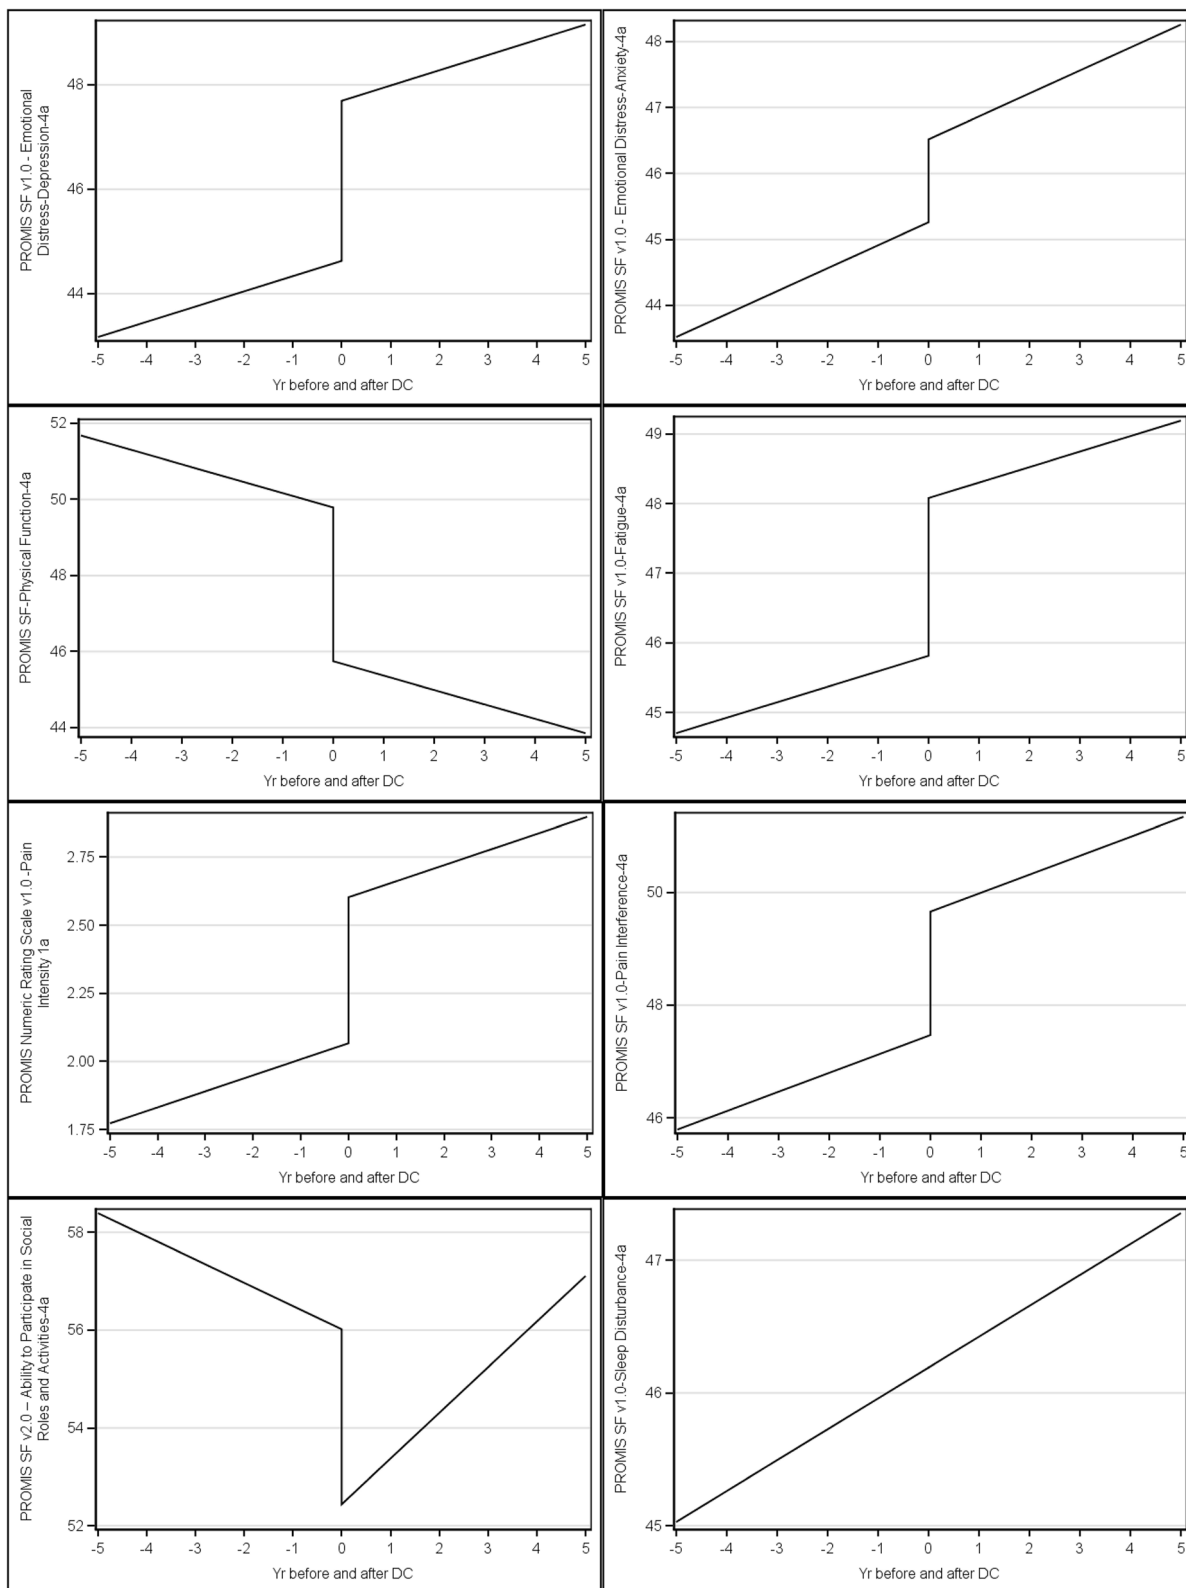 PROMIS SF v1.0 - Emotional
Distress-Depression-4a
48
46
44
-5 -4 -3 -2 -1 0 1 2 3 4 5
Yr before and after DC
PROMIS SF v1.0 - Emotional Distress-Anxiety-4a
48
47
46
45
44
-5 -4 -3 -2 -1 0 1 2 3 4 5
Yr before and after DC
PROMIS SF-Physical Function-4a
52
50
48
46
44
-5 -4 -3 -2 -1 0 1 2 3 4 5
Yr before and after DC
PROMIS SF v1.0-Fatigue-4a
49
48
47
46
45
-5 -4 -3 -2 -1 0 1 2 3 4 5
Yr before and after DC
PROMIS Numeric Rating Scale v1.0 -Pain
Intensity 1a
2.75
2.50
2.25
2.00
1.75
-5 -4 -3 -2 -1 0 1 2 3 4 5
Yr before and after DC
PROMIS SF v1.0-Pain Interference-4a
50
48
46
-5 -4 -3 -2 -1 0 1 2 3 4 5
Yr before and after DC
PROMIS SF v2.0 – Ability to Participate in Social
Roles and Activities-4a
58
56
54
52
-5 -4 -3 -2 -1 0 1 2 3 4 5
Yr before and after DC
PROMIS SF v1.0-Sleep Disturbance-4a
47
46
45
-5 -4 -3 -2 -1 0 1 2 3 4 5
Yr before and after DC